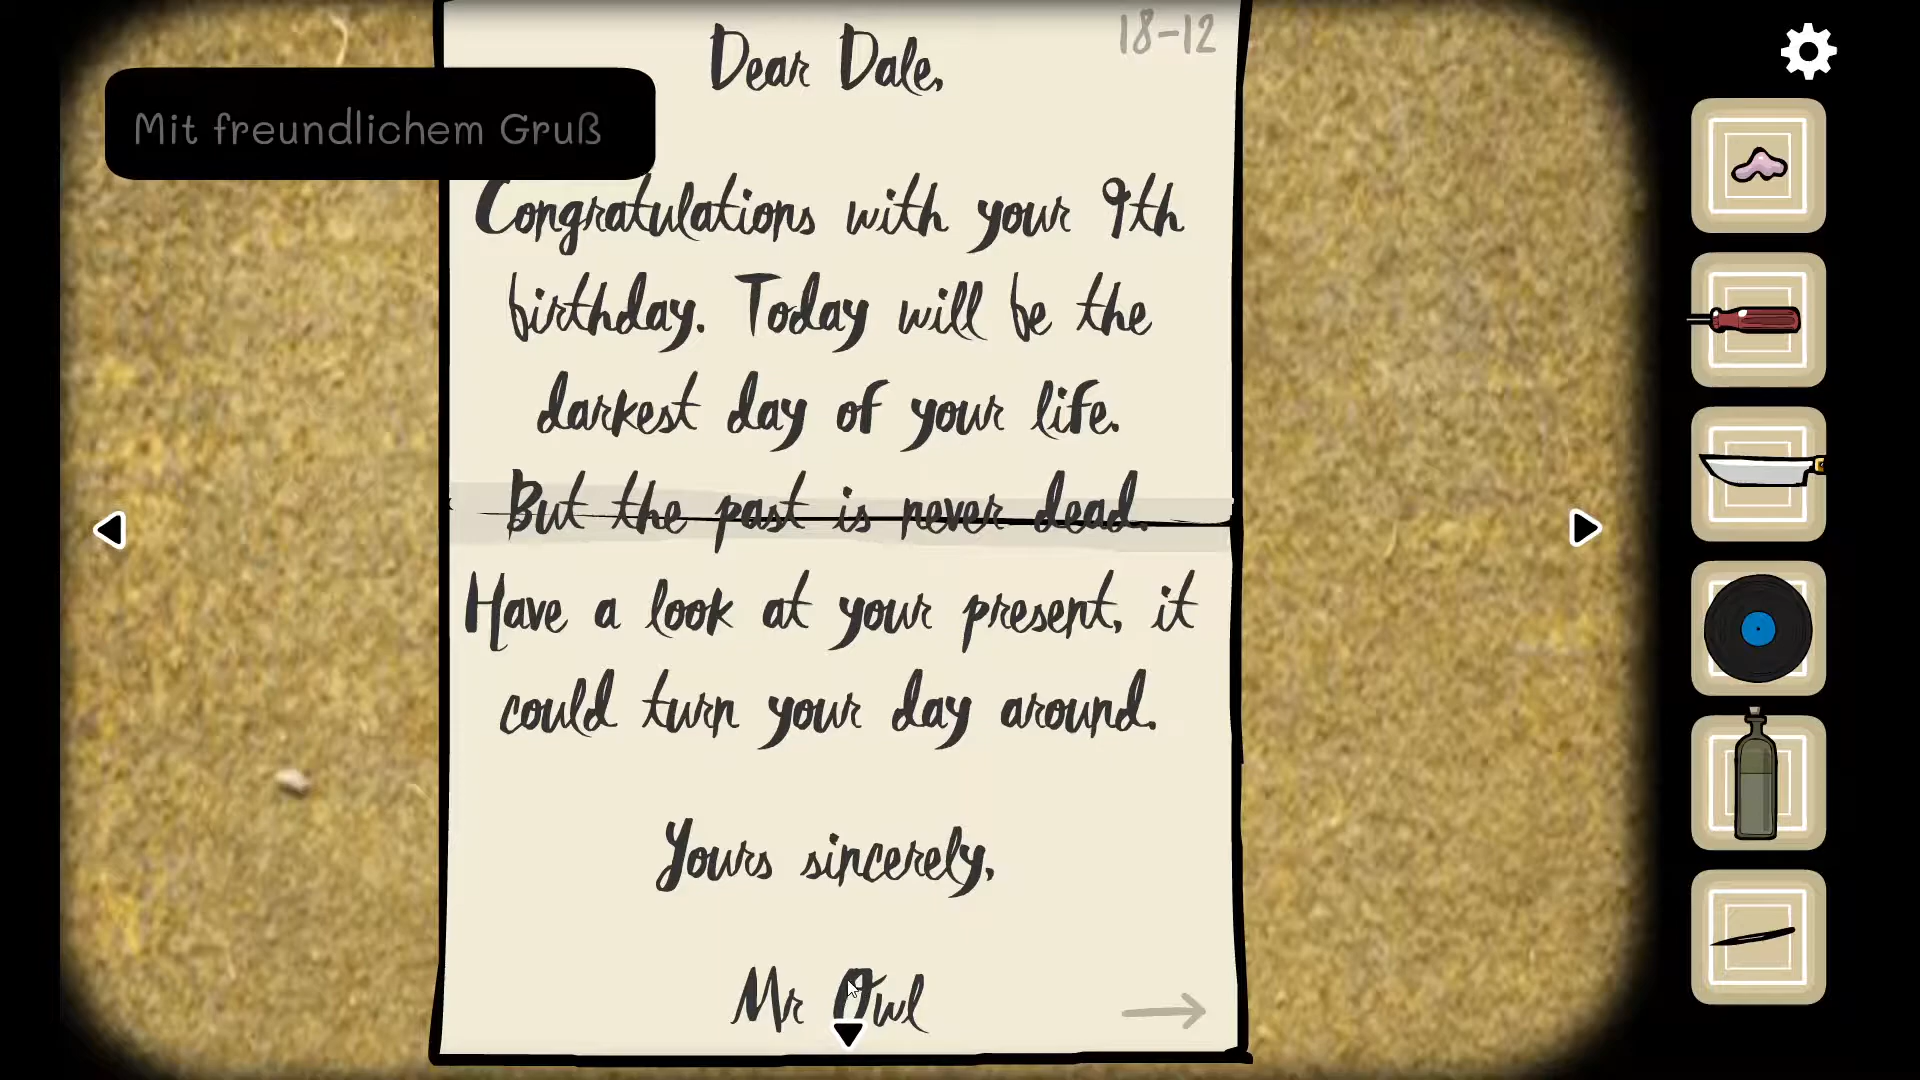 18-12
Dear Dale,
Mit freundlichem Gruß
Congratulations with your 9th
birthday. Today will be the
darkest day of your life.
But the past is never dead.
Have a look at your present, it
could turn your day around.
Yours sincerely,
Mr Owl